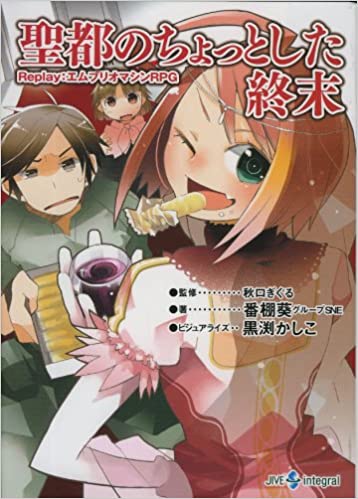 聖都のちょっとした
終末
Replay:エムブリオマシンRPG
●監修………秋口ぎぐる
●著…………番棚葵グループSNE
●ビジュアライズ‥黒渕かしこ
JIVE integral